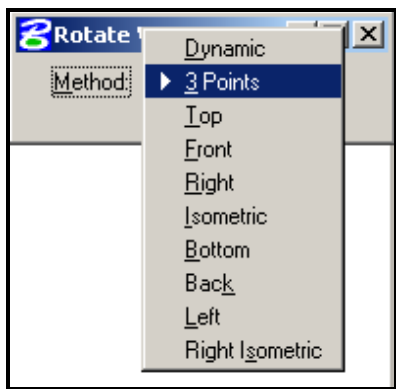 Rotate
Method:
Dynamic
3 Points
Top
Front
Right
Isometric
Bottom
Back
Left
Right Isometric